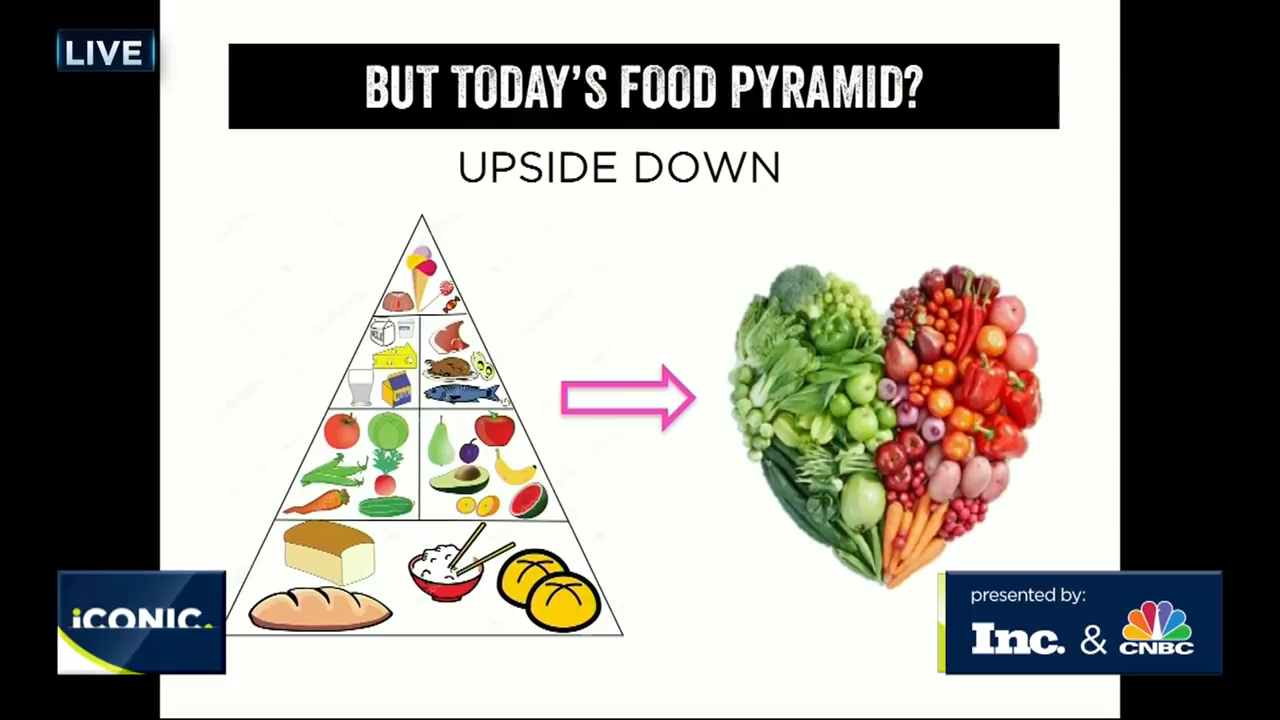 LIVE
BUT TODAY'S FOOD PYRAMID?
UPSIDE DOWN
iCONIC.
presented by:
Inc. & CNBC